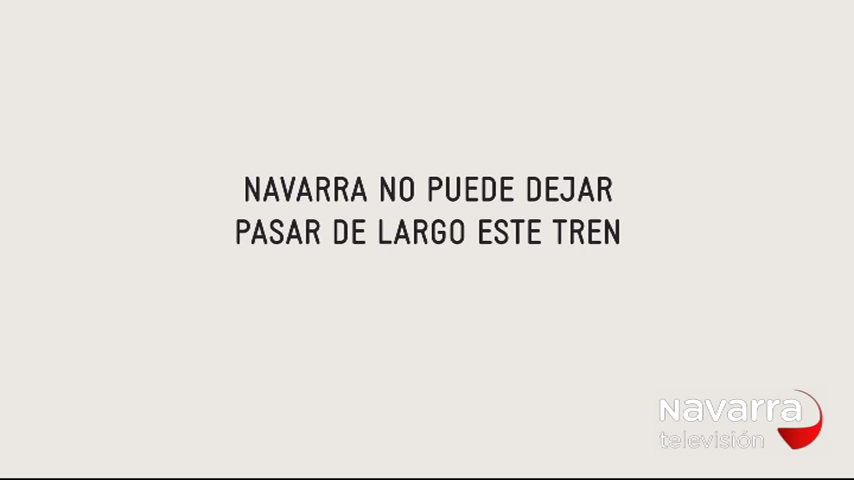 NAVARRA NO PUEDE DEJAR
PASAR DE LARGO ESTE TREN
Navarra
televisión